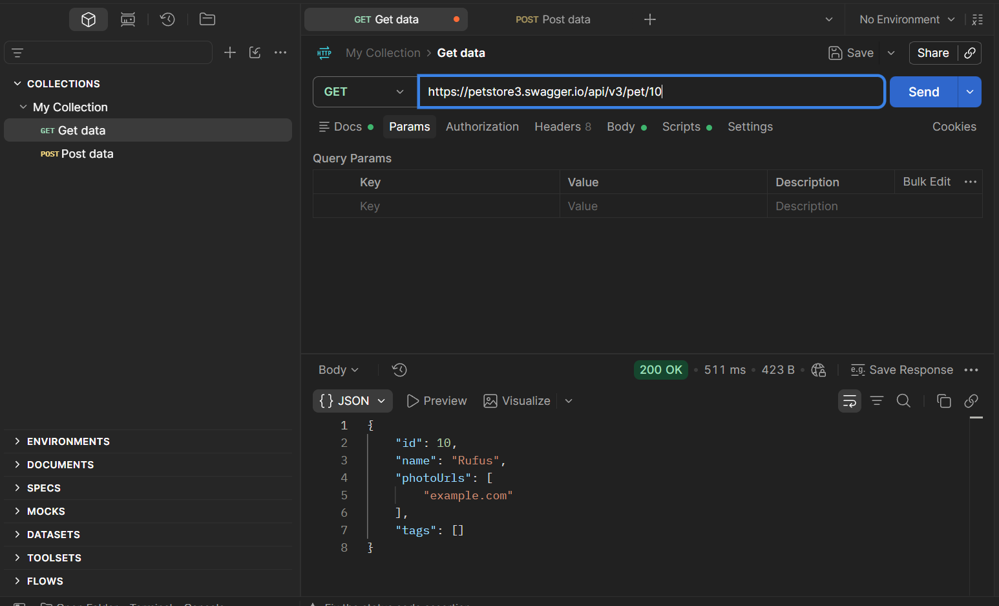 GET Get data
POST Post data
No Environment
HTTP My Collection > Get data
Save
Share
COLLECTIONS
My Collection
GET Get data
POST Post data
GET
https://petstore3.swagger.io/api/v3/pet/10
Send
Docs
Params
Authorization
Headers 8
Body
Scripts
Settings
Cookies
Query Params
Key
Value
Description
Bulk Edit
Key
Value
Description
ENVIRONMENTS
DOCUMENTS
SPECS
MOCKS
DATASETS
TOOLSETS
FLOWS
Body
200 OK
511 ms
423 B
e.g. Save Response
{} JSON
Preview
Visualize
1 {
2 "id": 10,
3 "name": "Rufus",
4 "photoUrls": [
5 "example.com"
6 ],
7 "tags": []
8 }